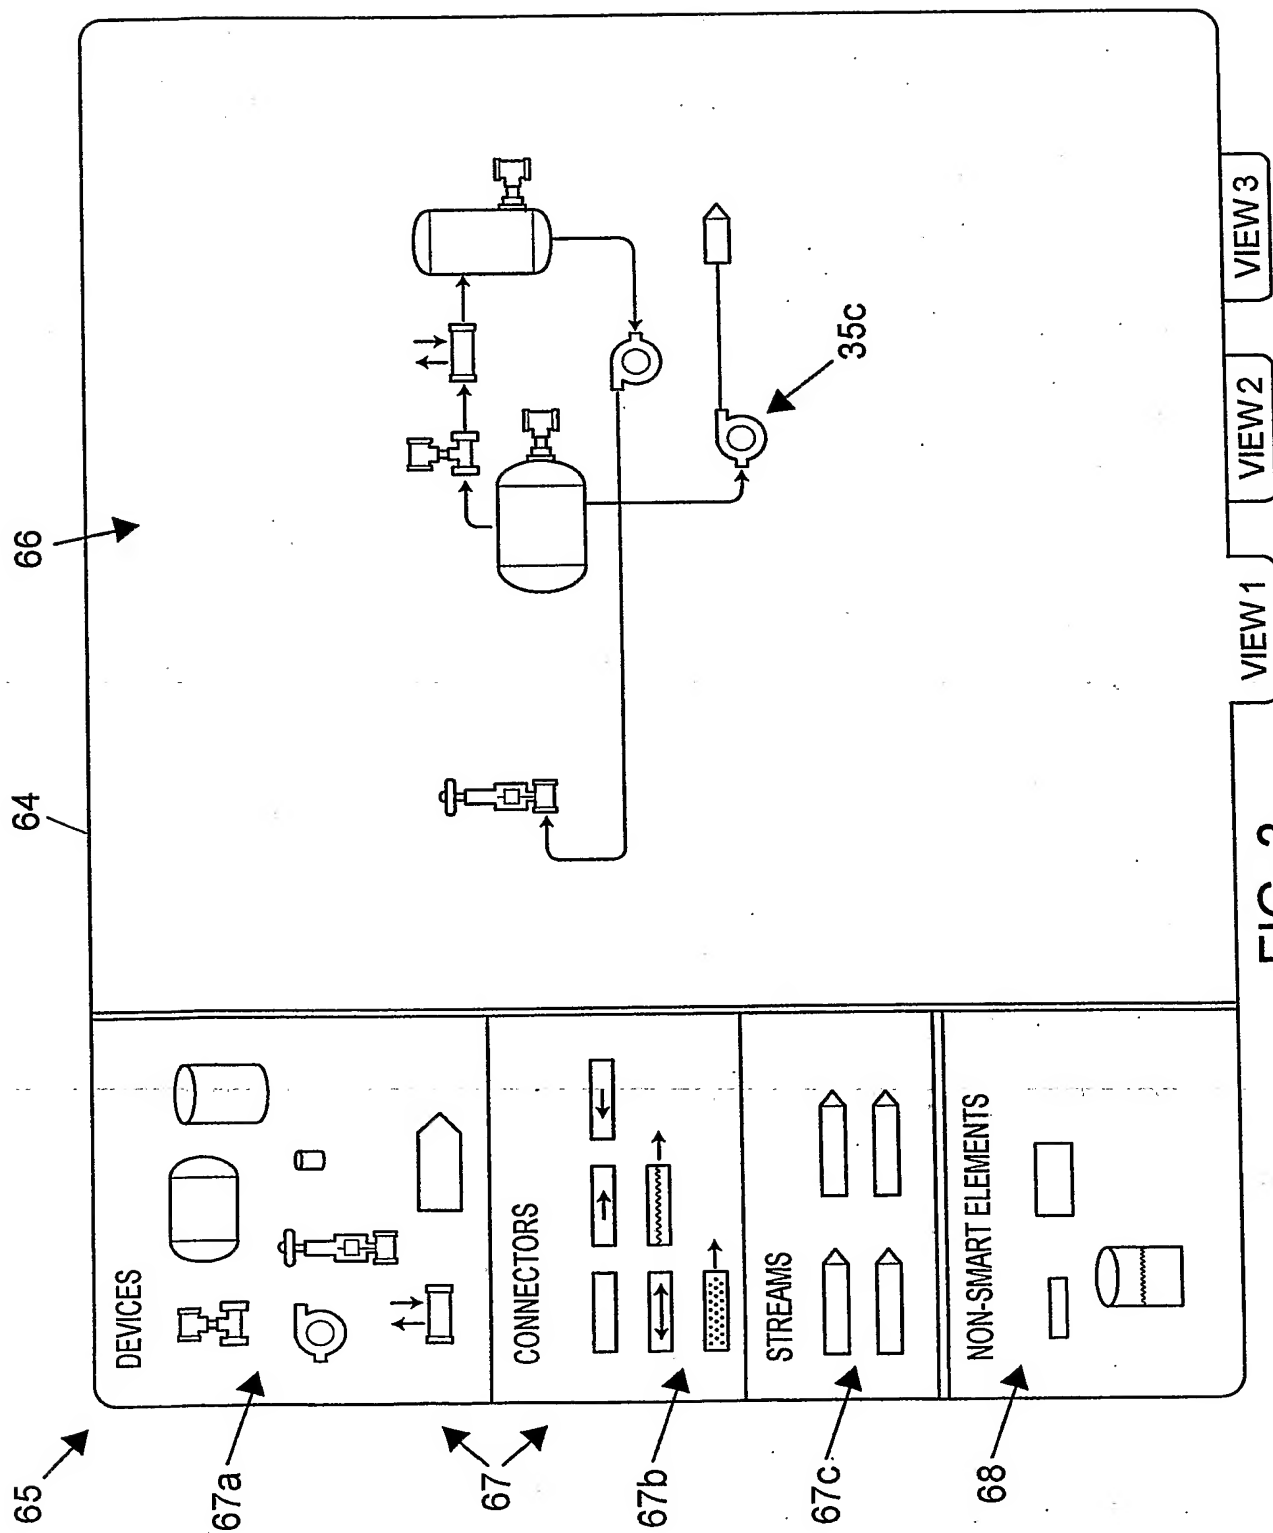 65
64
66
DEVICES
67a
67
CONNECTORS
67b
STREAMS
67c
35c
NON-SMART ELEMENTS
68
VIEW 1
VIEW 2
VIEW 3
FIG.